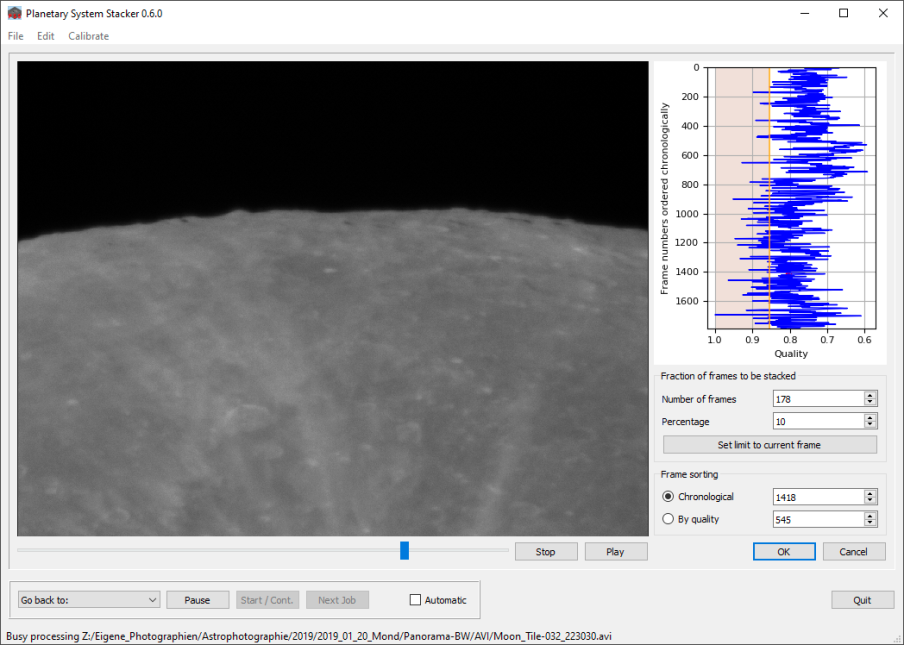 Planetary System Stacker 0.6.0
File Edit Calibrate
0
200
400
600
800
1000
1200
1400
1600
Frame numbers ordered chronologically
1.0 0.9 0.8 0.7 0.6
Quality
Fraction of frames to be stacked
Number of frames 178
Percentage 10
Set limit to current frame
Frame sorting
Chronological 1418
By quality 545
Stop Play OK Cancel
Go back to: Pause Start / Cont. Next Job Automatic Quit
Busy processing Z:/Eigene_Photographien/Astrophotographie/2019/2019_01_20_Mond/Panorama-BW/AVI/Moon_Tile-032_223030.avi